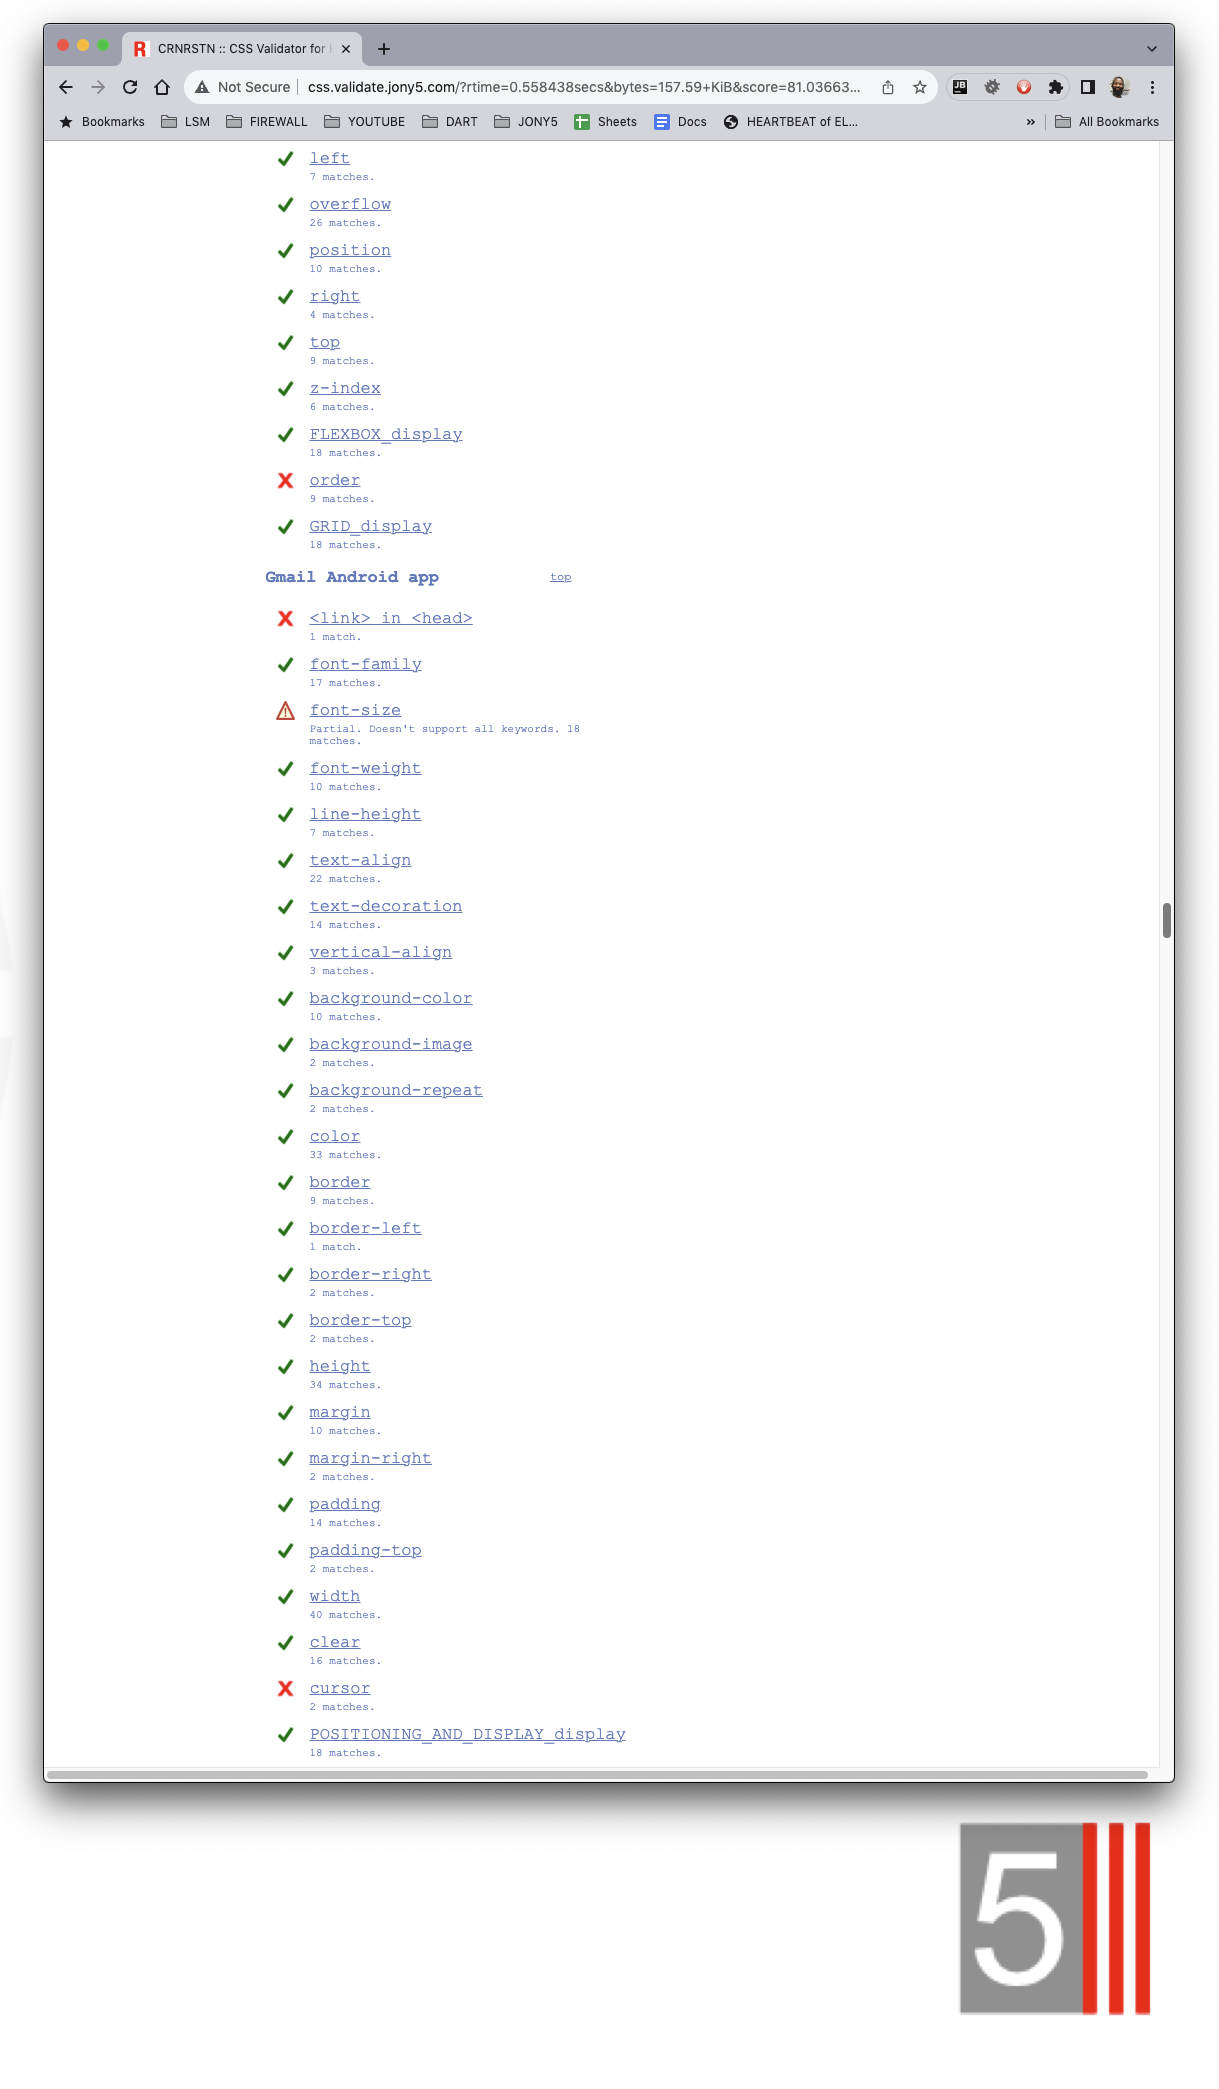 CRNRSTN :: CSS Validator for
Not Secure
css.validate.jony5.com/?rtime=0.558438secs&bytes=157.59+KiB&score=81.03663...
JB
Bookmarks
LSM
FIREWALL
YOUTUBE
DART
JONY5
Sheets
Docs
HEARTBEAT of EL...
»
All Bookmarks
left
7 matches.
overflow
26 matches.
position
10 matches.
right
4 matches.
top
9 matches.
z-index
6 matches.
FLEXBOX_display
18 matches.
order
9 matches.
GRID_display
18 matches.
Gmail Android app
top
<link> in <head>
1 match.
font-family
17 matches.
font-size
Partial. Doesn't support all keywords. 18
matches.
font-weight
10 matches.
line-height
7 matches.
text-align
22 matches.
text-decoration
14 matches.
vertical-align
3 matches.
background-color
10 matches.
background-image
2 matches.
background-repeat
2 matches.
color
33 matches.
border
9 matches.
border-left
1 match.
border-right
2 matches.
border-top
2 matches.
height
34 matches.
margin
10 matches.
margin-right
2 matches.
padding
14 matches.
padding-top
2 matches.
width
40 matches.
clear
16 matches.
cursor
2 matches.
POSITIONING_AND_DISPLAY_display
18 matches.
5